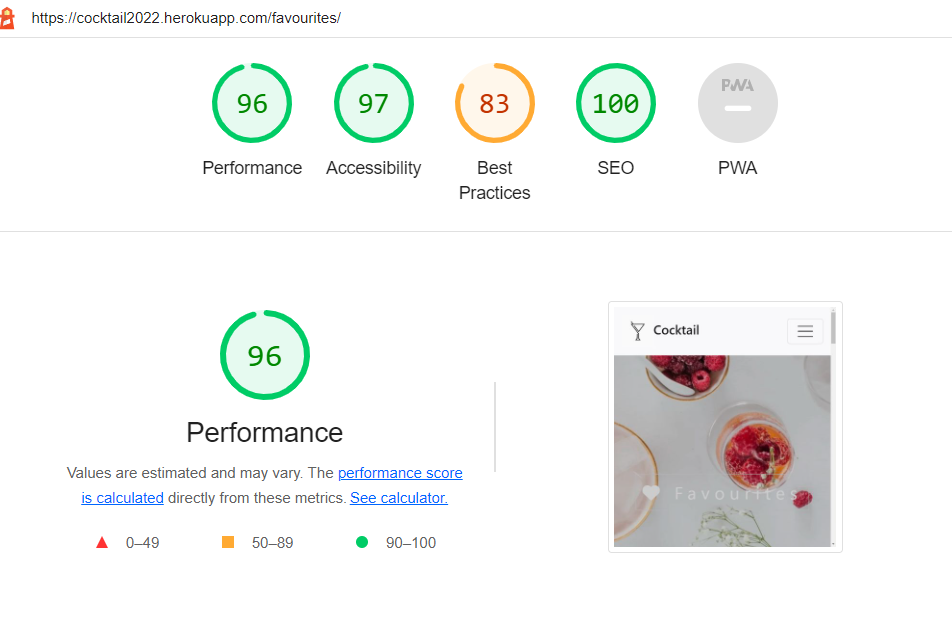 https://cocktail2022.herokuapp.com/favourites/
96
97
83
100
PWA
Performance
Accessibility
Best
Practices
SEO
PWA
96
Performance
Values are estimated and may vary. The performance score
is calculated directly from these metrics. See calculator.
0–49
50–89
90–100
Cocktail
Favourites